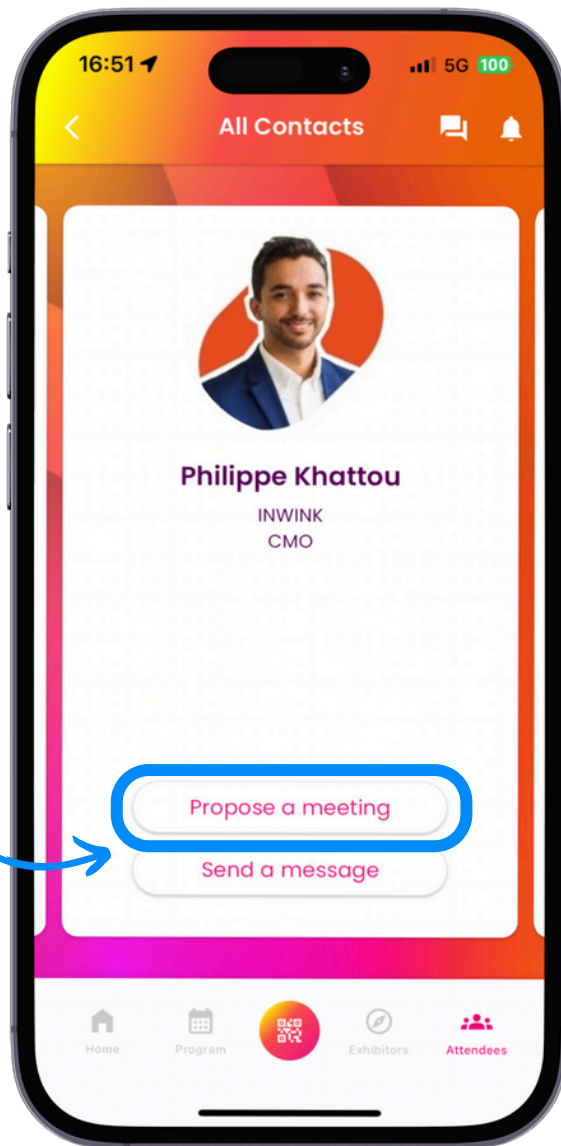 16:51
5G 100
All Contacts
Philippe Khattou
INWINK
CMO
Propose a meeting
Send a message
Home Program Exhibitors Attendees